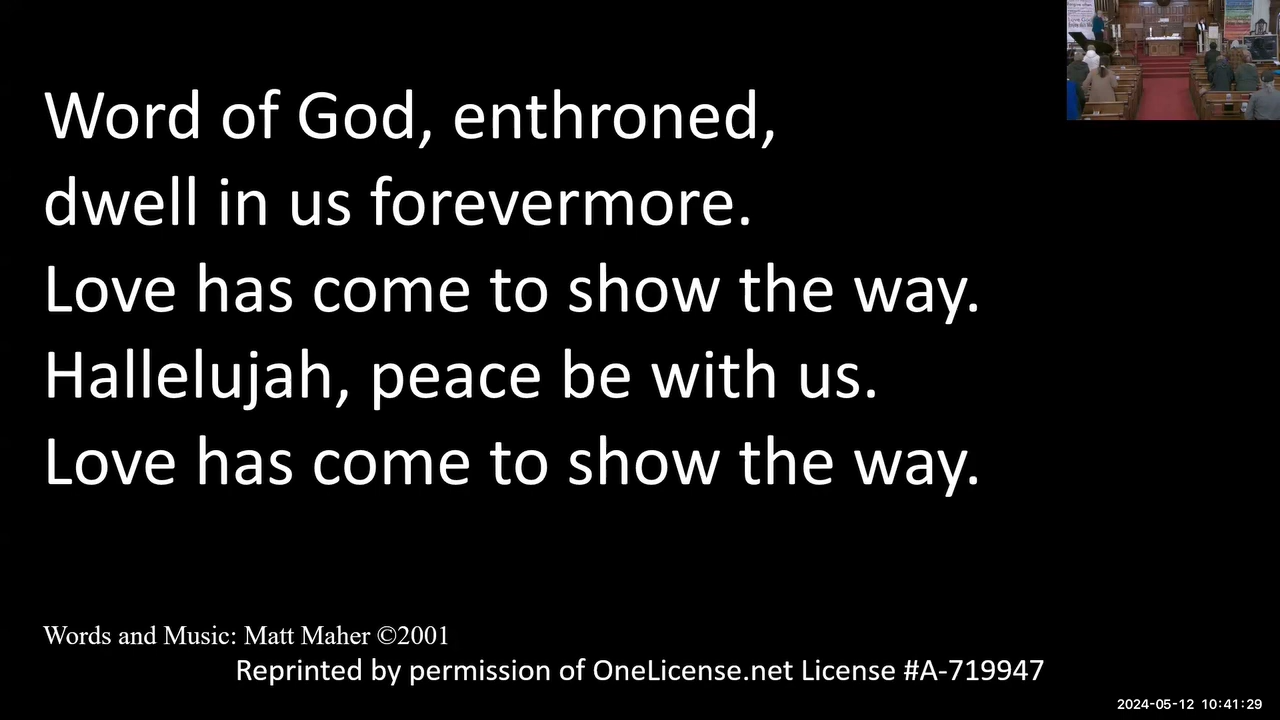 Word of God, enthroned,
dwell in us forevermore.
Love has come to show the way.
Hallelujah, peace be with us.
Love has come to show the way.
Words and Music: Matt Maher ©2001
Reprinted by permission of OneLicense.net License #A-719947
2024-05-12 10:41:29